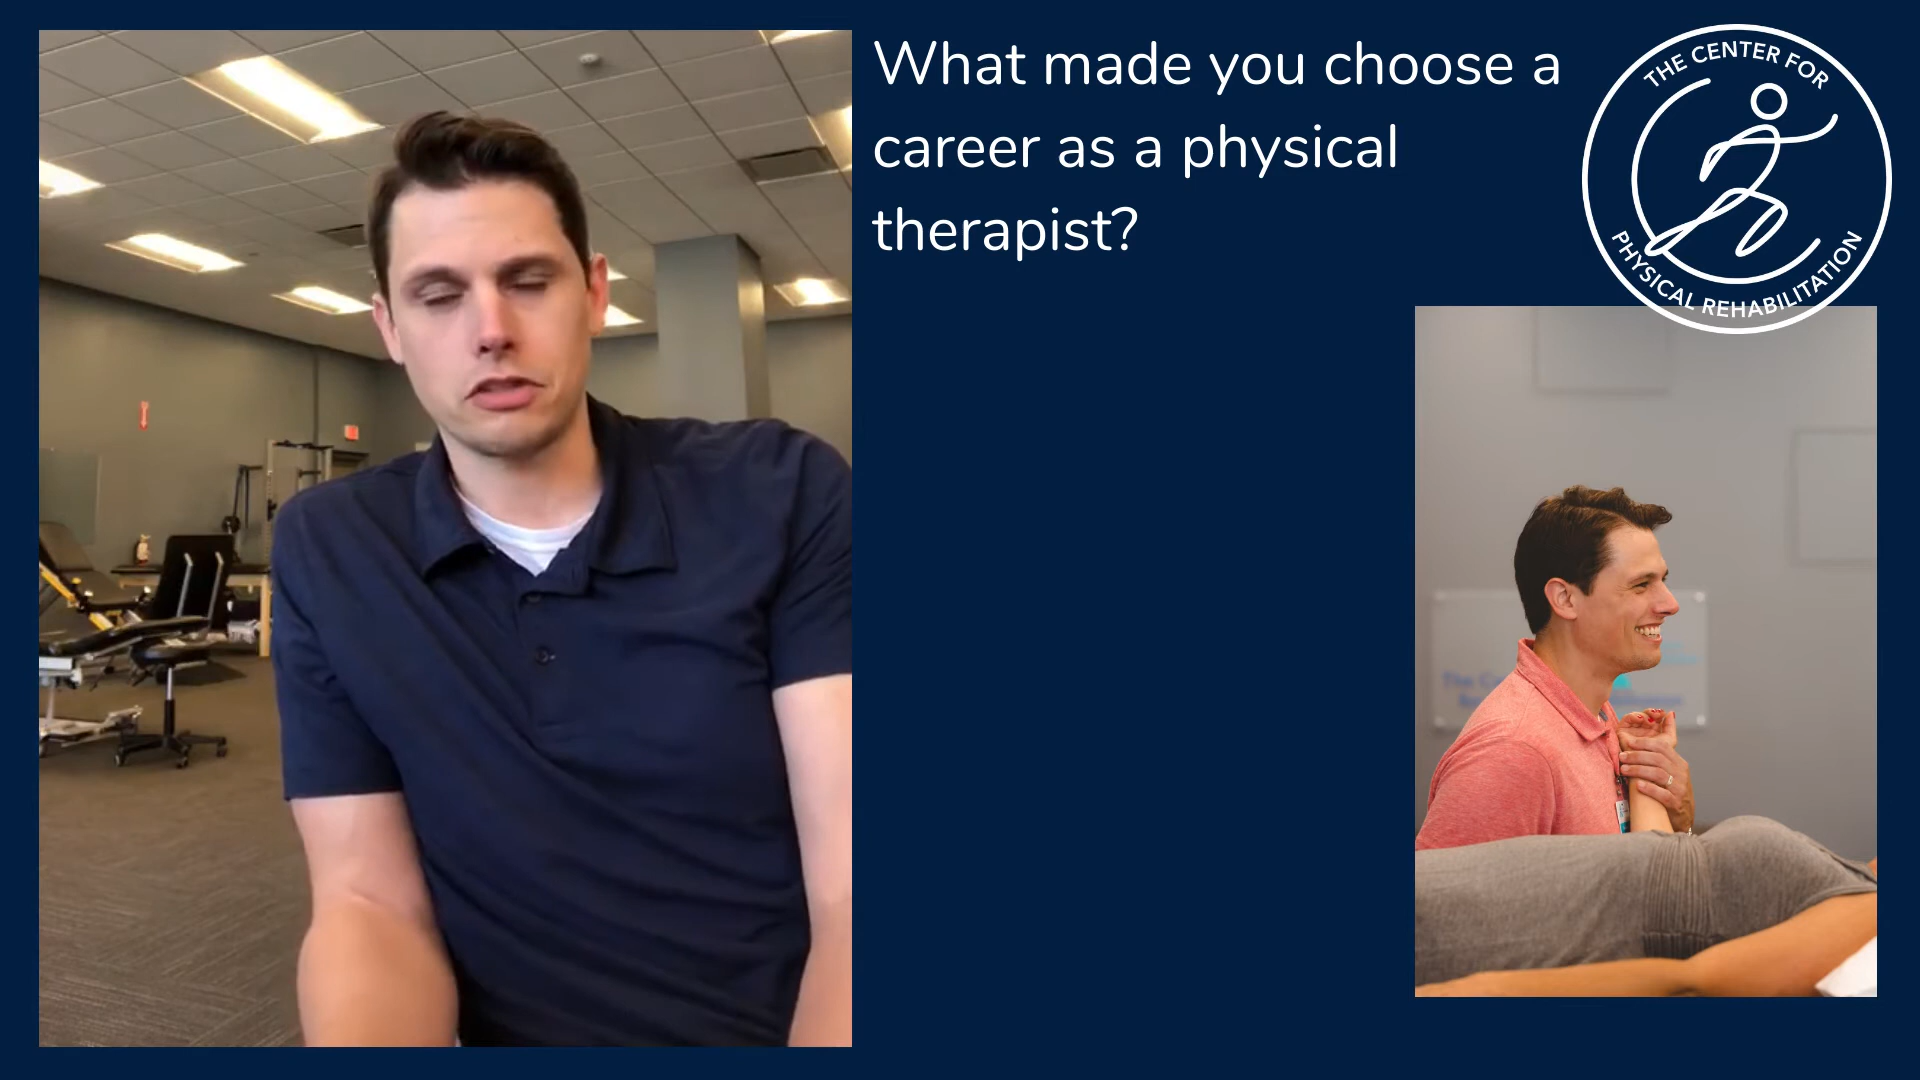 What made you choose a
career as a physical
therapist?
THE CENTER FOR
PHYSICAL REHABILITATION